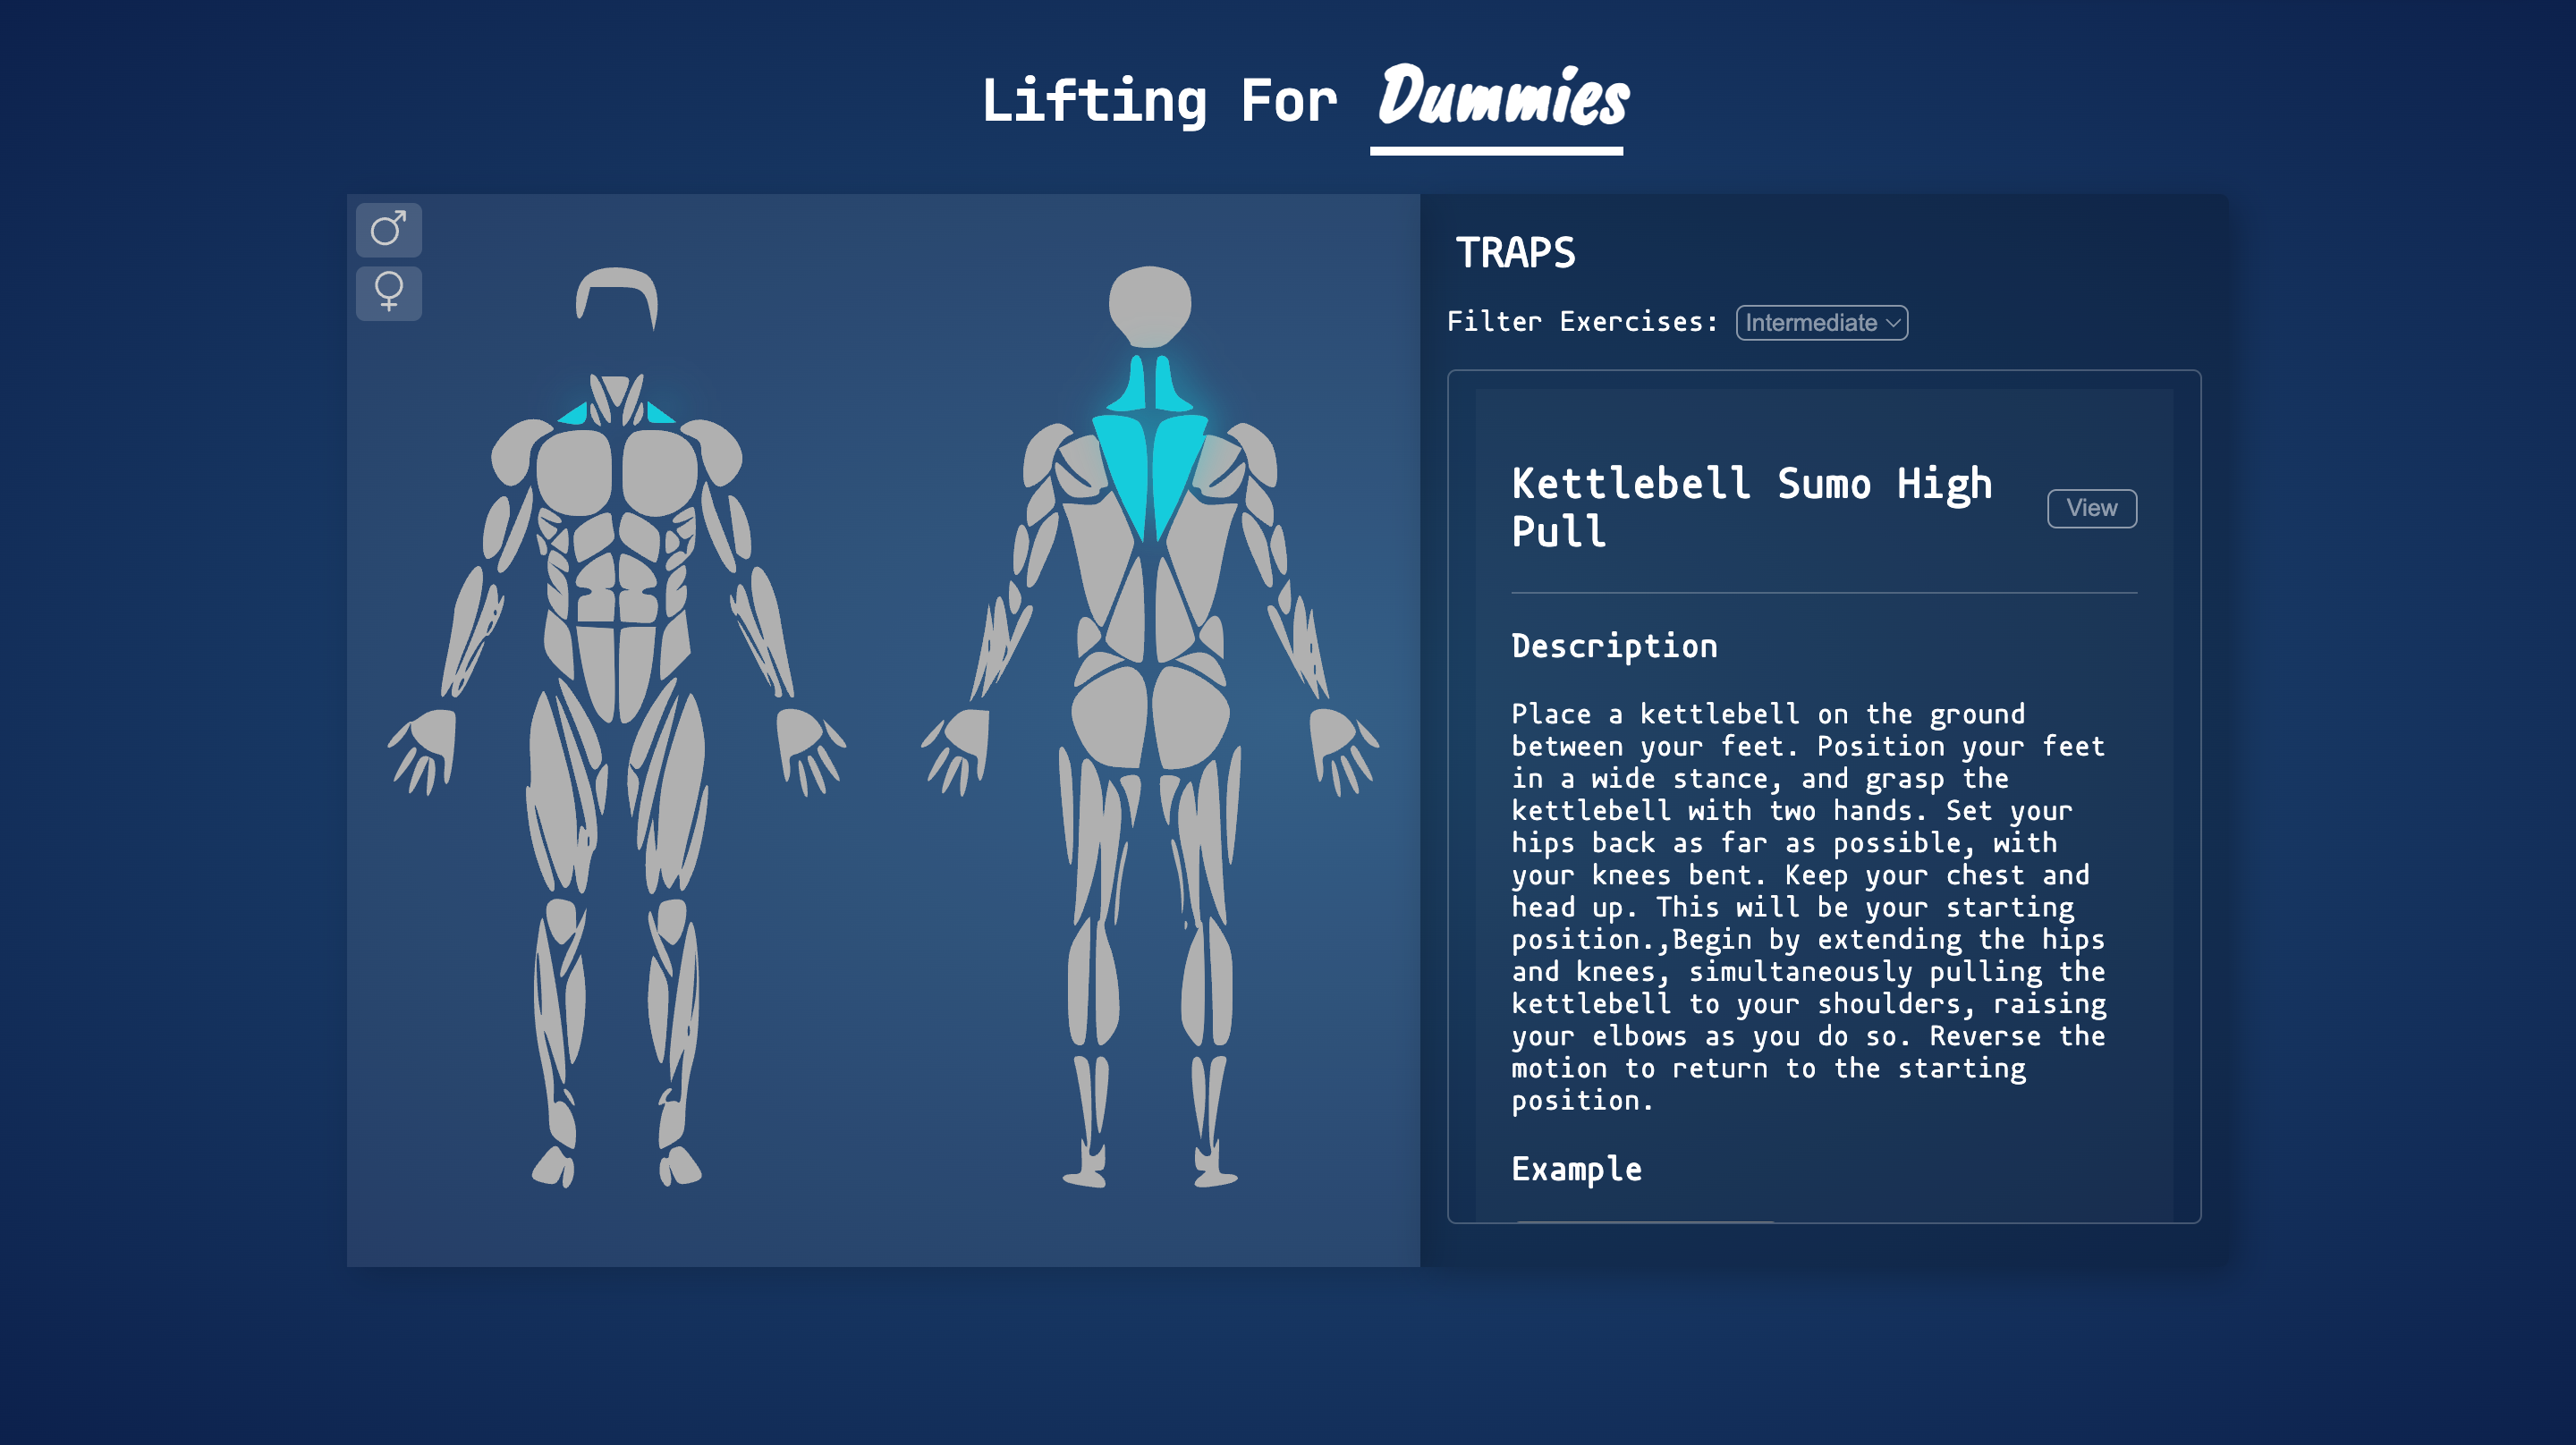 Lifting For Dummies
TRAPS
Filter Exercises: Intermediate
Kettlebell Sumo High
Pull
View
Description
Place a kettlebell on the ground
between your feet. Position your feet
in a wide stance, and grasp the
kettlebell with two hands. Set your
hips back as far as possible, with
your knees bent. Keep your chest and
head up. This will be your starting
position.,Begin by extending the hips
and knees, simultaneously pulling the
kettlebell to your shoulders, raising
your elbows as you do so. Reverse the
motion to return to the starting
position.
Example